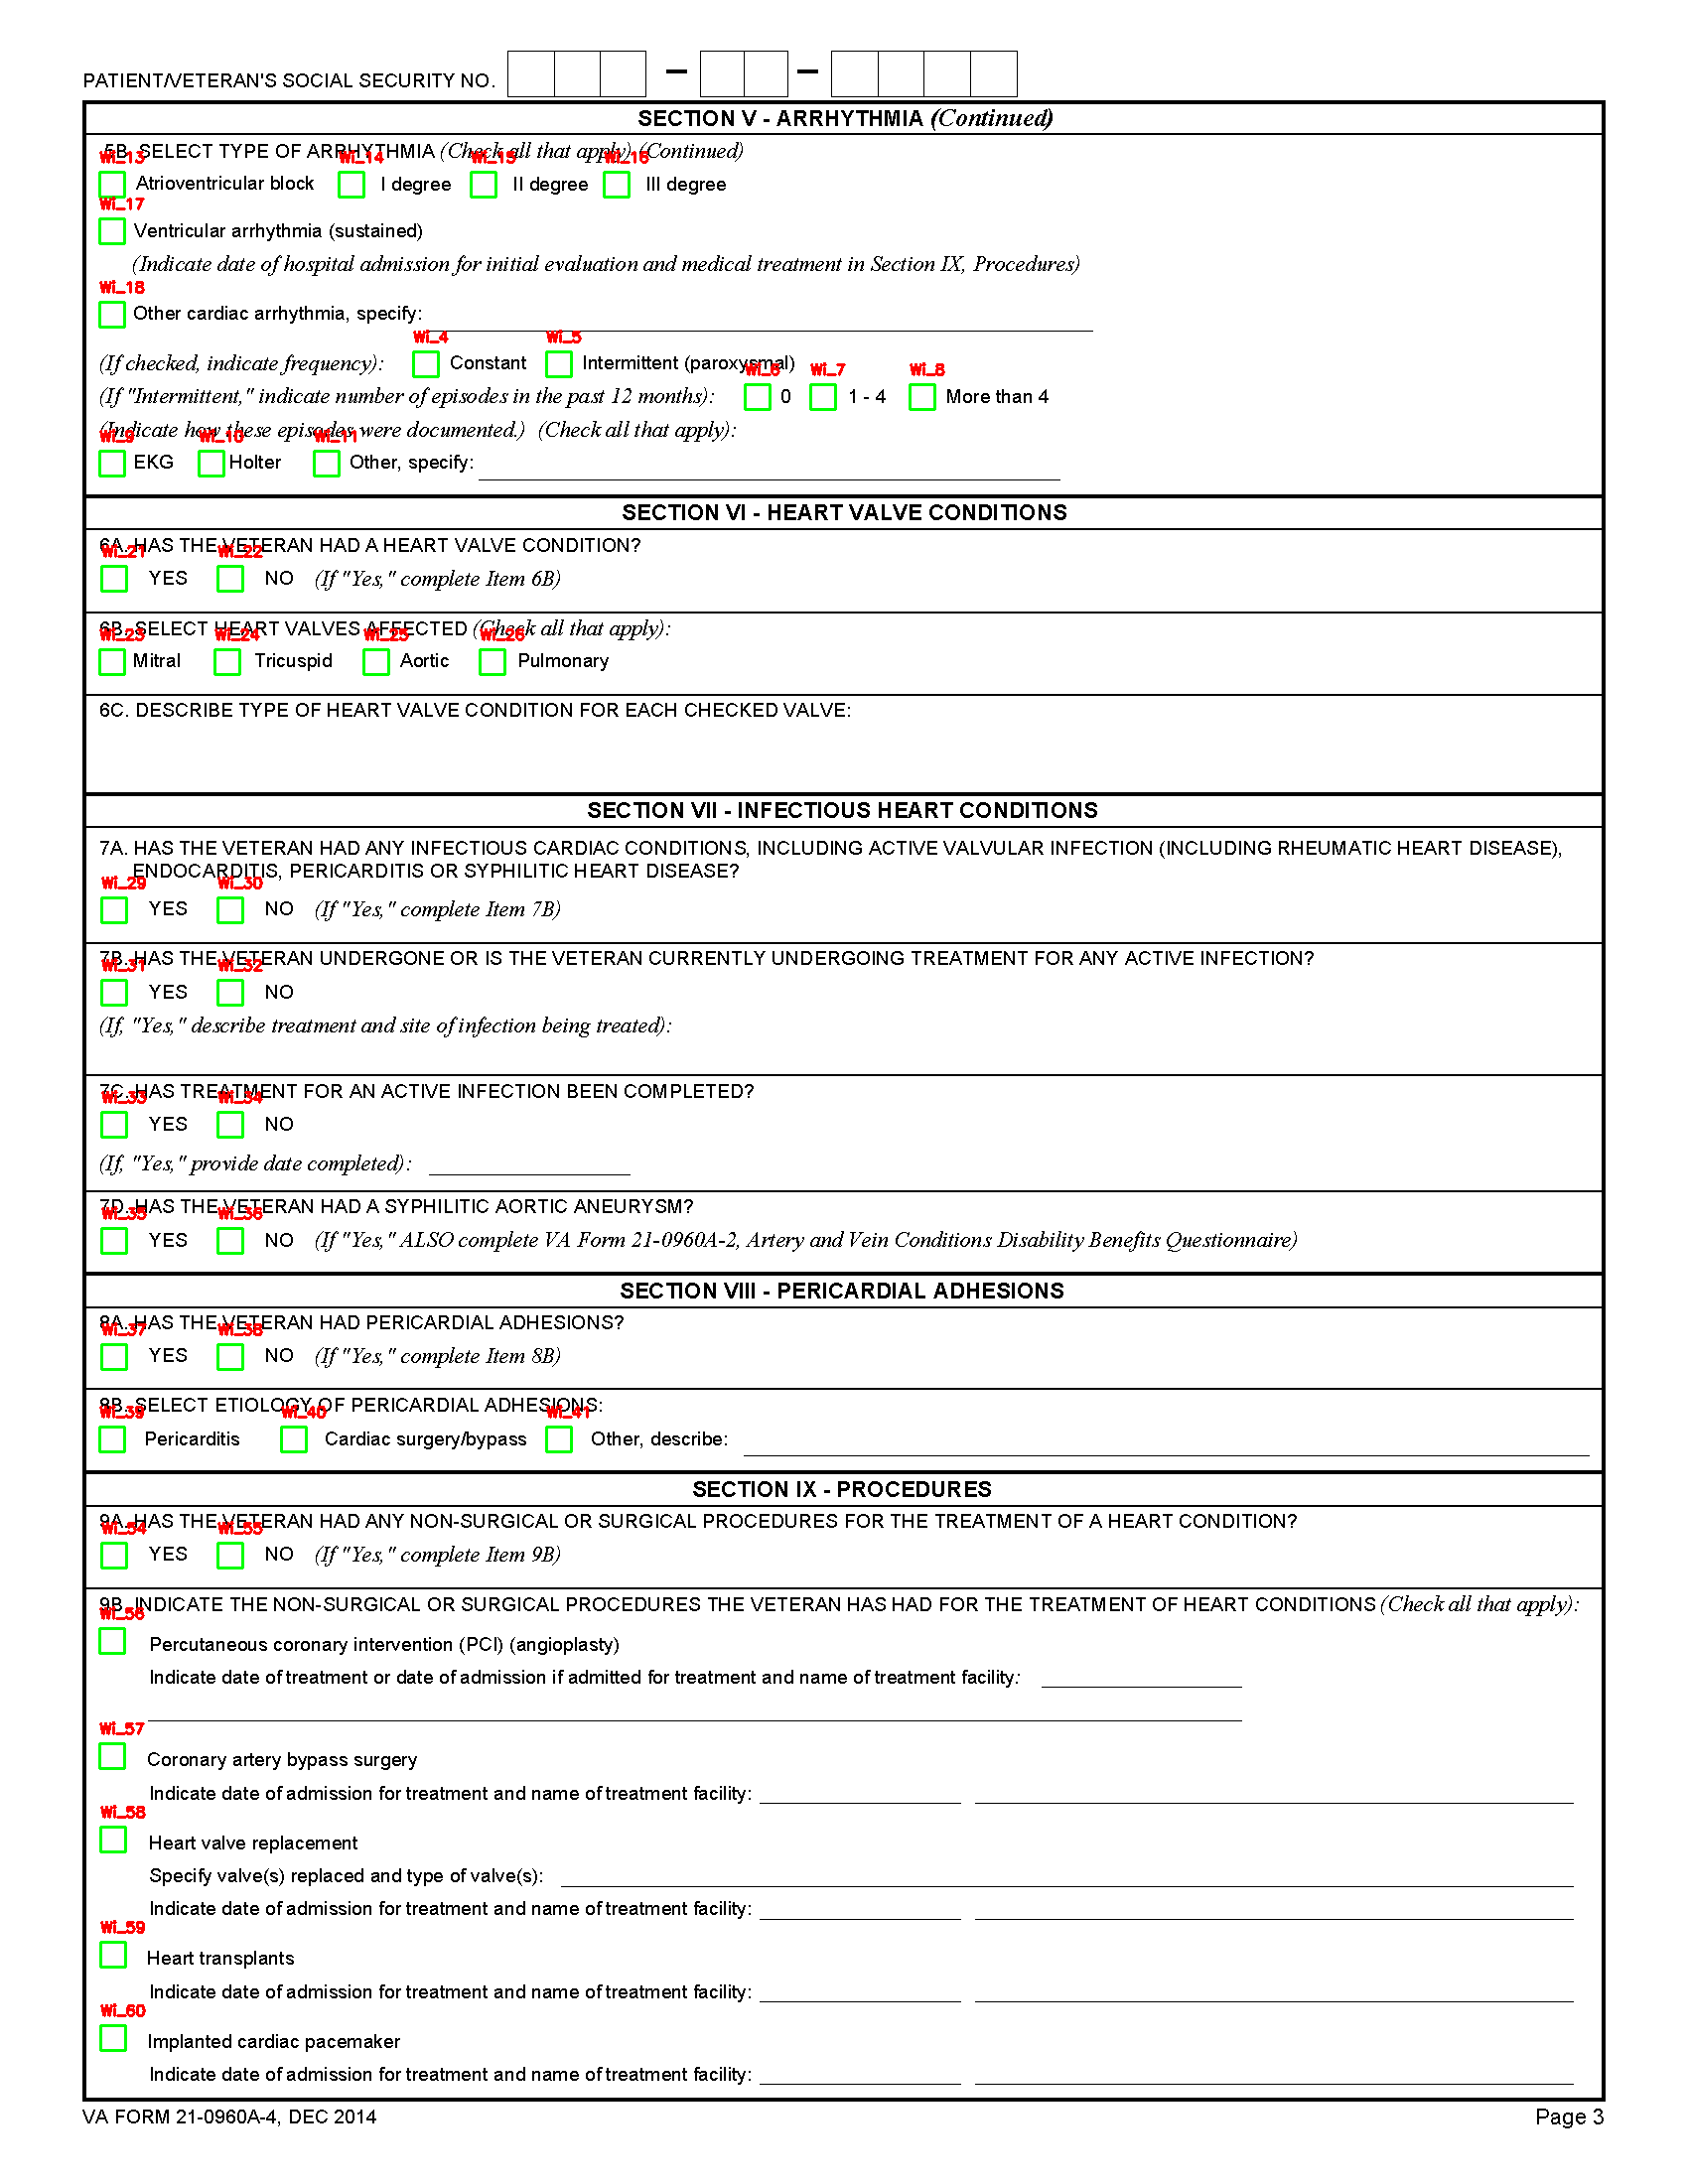 PATIENT/VETERAN'S SOCIAL SECURITY NO.
SECTION V - ARRHYTHMIA (Continued)
5B. SELECT TYPE OF ARRHYTHMIA (Check all that apply) (Continued)
Wi_13 Wi_14 Wi_15 Wi_16
Atrioventricular block I degree II degree III degree
Wi_17
Ventricular arrhythmia (sustained)
(Indicate date of hospital admission for initial evaluation and medical treatment in Section IX, Procedures)
Wi_18
Other cardiac arrhythmia, specify:
Wi_4 Wi_5
(If checked, indicate frequency): Constant Intermittent (paroxysmal)
Wi_6 Wi_7 Wi_8
(If "Intermittent," indicate number of episodes in the past 12 months): 0 1 - 4 More than 4
(Indicate how these episodes were documented.) (Check all that apply):
Wi_9 Wi_10 Wi_11
EKG Holter Other, specify:
SECTION VI - HEART VALVE CONDITIONS
6A. HAS THE VETERAN HAD A HEART VALVE CONDITION?
Wi_21 Wi_22
YES NO (If "Yes," complete Item 6B)
6B. SELECT HEART VALVES AFFECTED (Check all that apply):
Wi_23 Wi_24 Wi_25 Wi_26
Mitral Tricuspid Aortic Pulmonary
6C. DESCRIBE TYPE OF HEART VALVE CONDITION FOR EACH CHECKED VALVE:
SECTION VII - INFECTIOUS HEART CONDITIONS
7A. HAS THE VETERAN HAD ANY INFECTIOUS CARDIAC CONDITIONS, INCLUDING ACTIVE VALVULAR INFECTION (INCLUDING RHEUMATIC HEART DISEASE),
ENDOCARDITIS, PERICARDITIS OR SYPHILITIC HEART DISEASE?
Wi_29 Wi_30
YES NO (If "Yes," complete Item 7B)
7B. HAS THE VETERAN UNDERGONE OR IS THE VETERAN CURRENTLY UNDERGOING TREATMENT FOR ANY ACTIVE INFECTION?
Wi_31 Wi_32
YES NO
(If, "Yes," describe treatment and site of infection being treated):
7C. HAS TREATMENT FOR AN ACTIVE INFECTION BEEN COMPLETED?
Wi_33 Wi_34
YES NO
(If, "Yes," provide date completed):
7D. HAS THE VETERAN HAD A SYPHILITIC AORTIC ANEURYSM?
Wi_35 Wi_36
YES NO (If "Yes," ALSO complete VA Form 21-0960A-2, Artery and Vein Conditions Disability Benefits Questionnaire)
SECTION VIII - PERICARDIAL ADHESIONS
8A. HAS THE VETERAN HAD PERICARDIAL ADHESIONS?
Wi_37 Wi_38
YES NO (If "Yes," complete Item 8B)
8B. SELECT ETIOLOGY OF PERICARDIAL ADHESIONS:
Wi_39 Wi_40 Wi_41
Pericarditis Cardiac surgery/bypass Other, describe:
SECTION IX - PROCEDURES
9A. HAS THE VETERAN HAD ANY NON-SURGICAL OR SURGICAL PROCEDURES FOR THE TREATMENT OF A HEART CONDITION?
Wi_54 Wi_55
YES NO (If "Yes," complete Item 9B)
9B. INDICATE THE NON-SURGICAL OR SURGICAL PROCEDURES THE VETERAN HAS HAD FOR THE TREATMENT OF HEART CONDITIONS (Check all that apply):
Wi_56
Percutaneous coronary intervention (PCI) (angioplasty)
Indicate date of treatment or date of admission if admitted for treatment and name of treatment facility:
Wi_57
Coronary artery bypass surgery
Indicate date of admission for treatment and name of treatment facility:
Wi_58
Heart valve replacement
Specify valve(s) replaced and type of valve(s):
Indicate date of admission for treatment and name of treatment facility:
Wi_59
Heart transplants
Indicate date of admission for treatment and name of treatment facility:
Wi_60
Implanted cardiac pacemaker
Indicate date of admission for treatment and name of treatment facility:
VA FORM 21-0960A-4, DEC 2014 Page 3